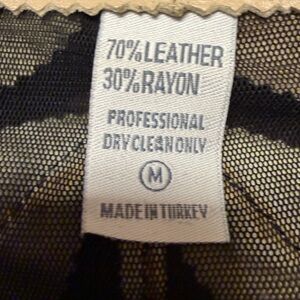 70% LEATHER
30% RAYON
PROFESSIONAL
DRY CLEAN ONLY
M
MADE IN TURKEY